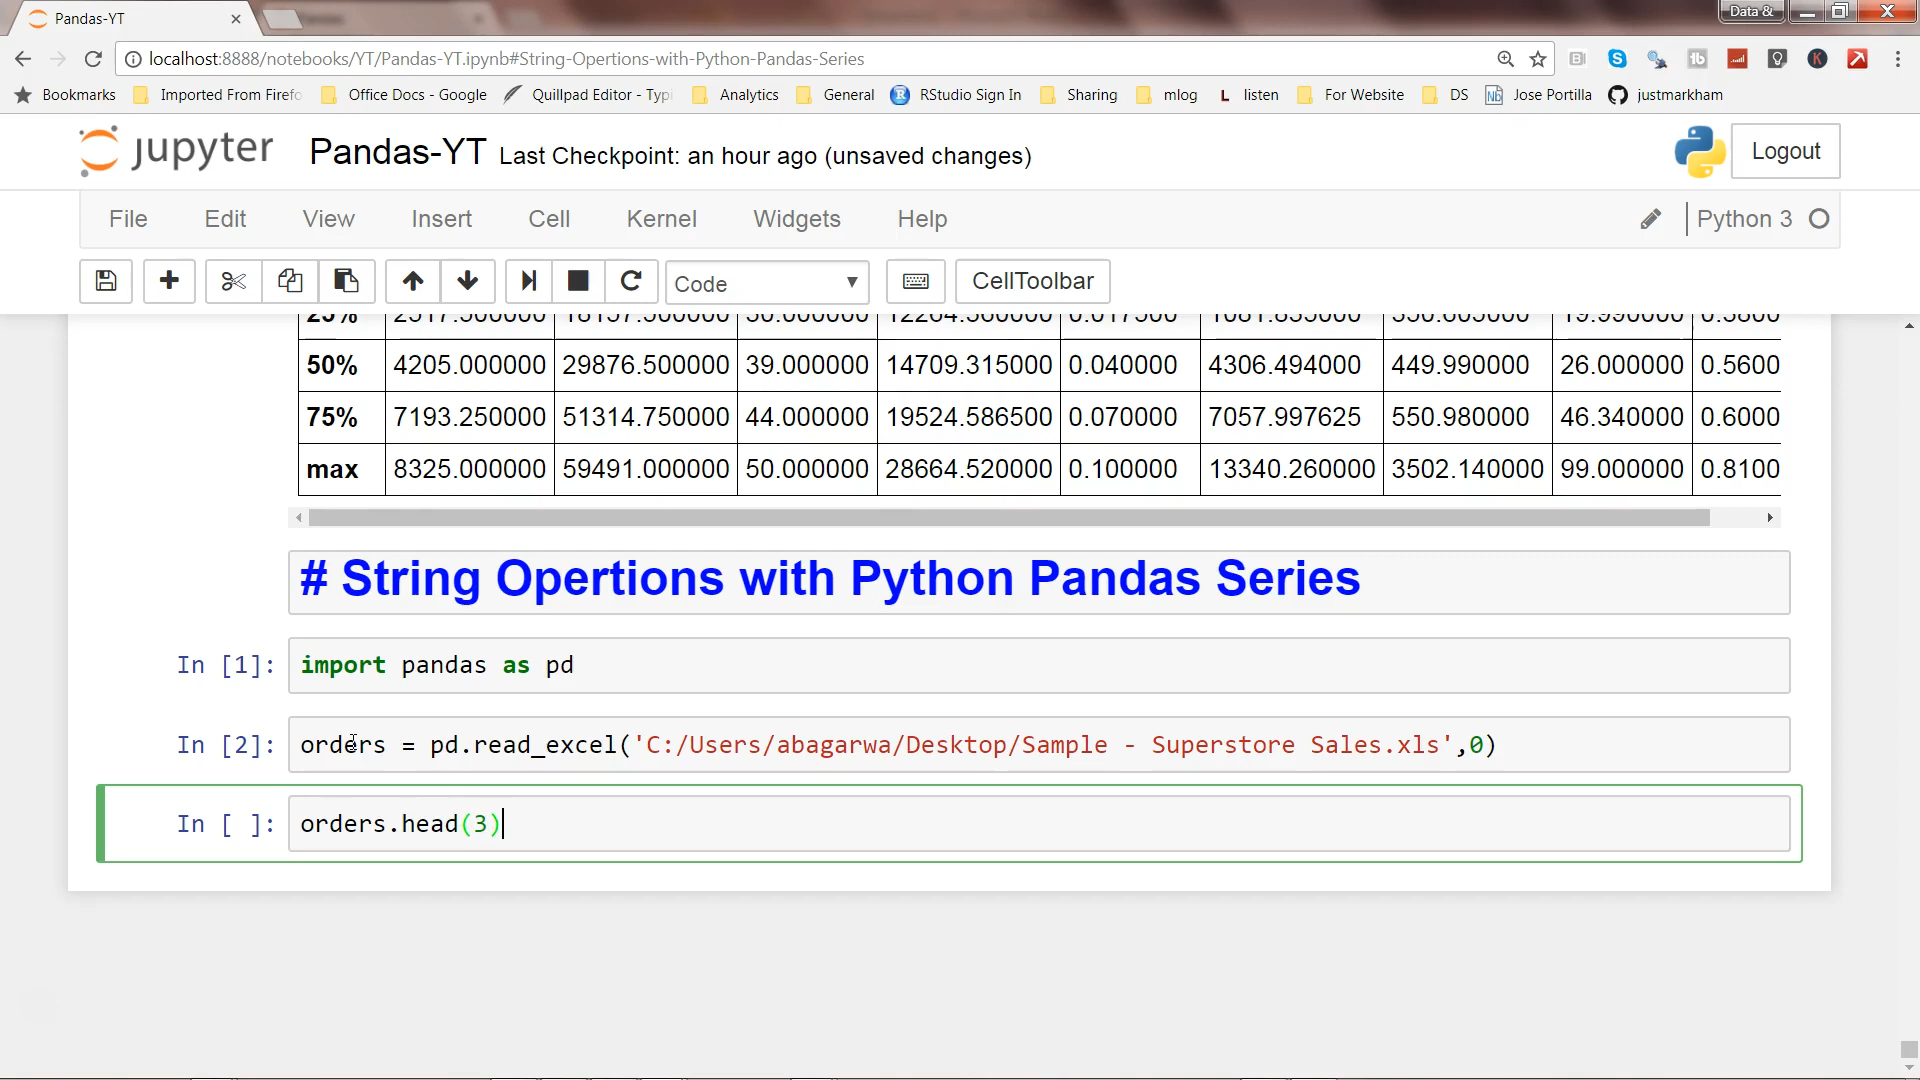 Pandas-YT
Data &
localhost:8888/notebooks/YT/Pandas-YT.ipynb#String-Opertions-with-Python-Pandas-Series
Bookmarks Imported From Firefo Office Docs - Google Quillpad Editor - Typi Analytics General RStudio Sign In Sharing mlog L listen For Website DS Nb Jose Portilla justmarkham
jupyter Pandas-YT Last Checkpoint: an hour ago (unsaved changes) Logout
File Edit View Insert Cell Kernel Widgets Help Python 3
Code CellToolbar
50% 4205.000000 29876.500000 39.000000 14709.315000 0.040000 4306.494000 449.990000 26.000000 0.5600
75% 7193.250000 51314.750000 44.000000 19524.586500 0.070000 7057.997625 550.980000 46.340000 0.6000
max 8325.000000 59491.000000 50.000000 28664.520000 0.100000 13340.260000 3502.140000 99.000000 0.8100
# String Opertions with Python Pandas Series
In [1]: import pandas as pd
In [2]: orders = pd.read_excel('C:/Users/abagarwa/Desktop/Sample - Superstore Sales.xls',0)
In [ ]: orders.head(3)